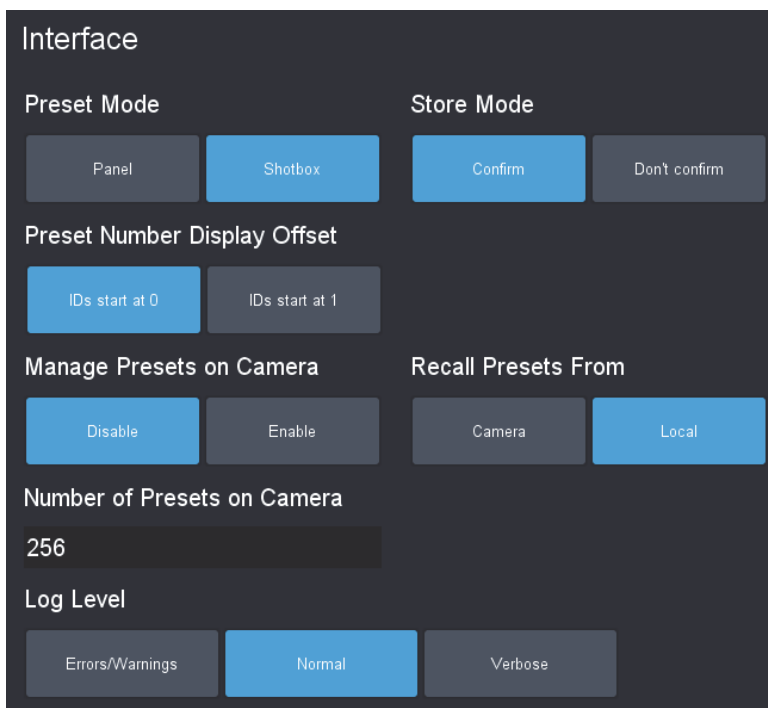 Interface
Preset Mode
Store Mode
Panel
Shotbox
Confirm
Don't confirm
Preset Number Display Offset
IDs start at 0
IDs start at 1
Manage Presets on Camera
Recall Presets From
Disable
Enable
Camera
Local
Number of Presets on Camera
256
Log Level
Errors/Warnings
Normal
Verbose